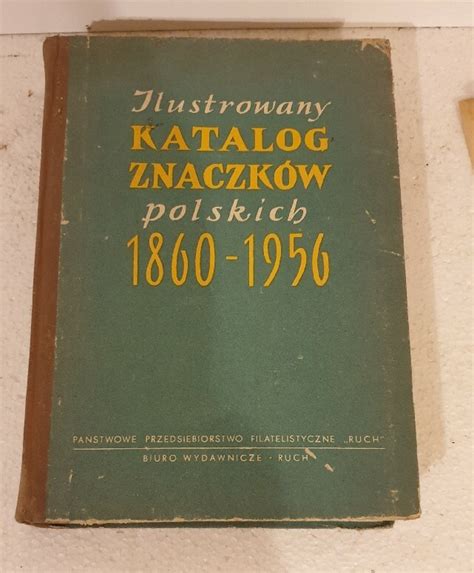 Ilustrowany
KATALOG
ZNACZKÓW
polskich
1860-1956
PAŃSTWOWE PRZEDSIĘBIORSTWO FILATELISTYCZNE „RUCH"
BIURO WYDAWNICZE - RUCH